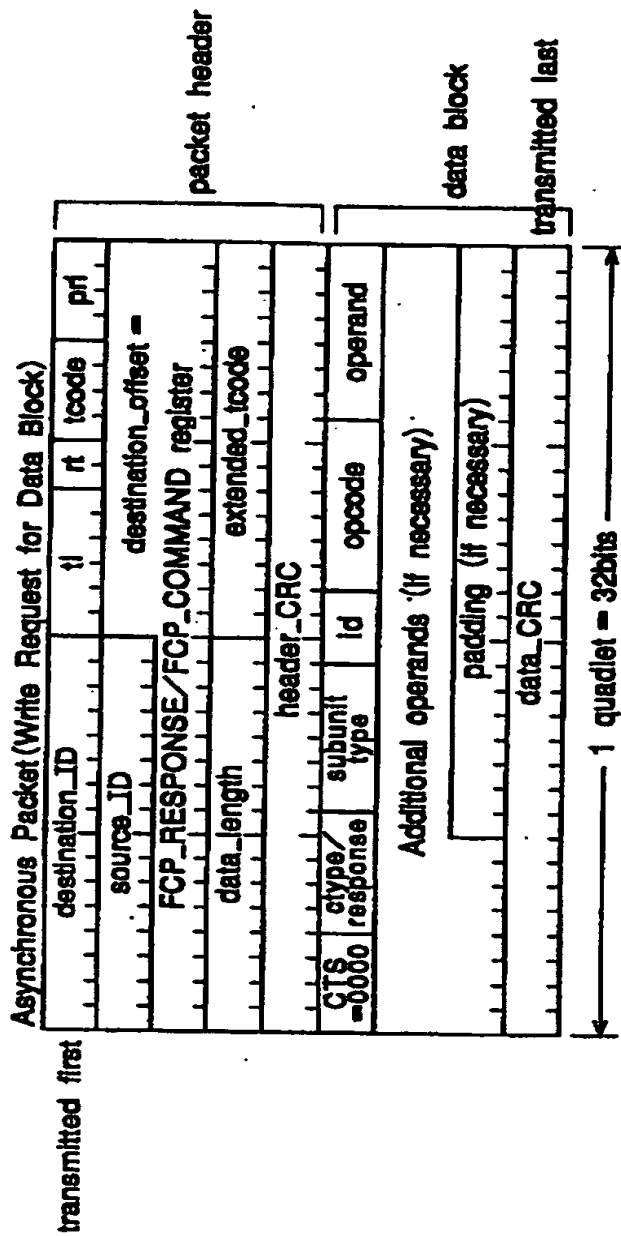 Asynchronous Packet(Write Request for Data Block)
transmitted first
destination_ID tl rt tcode pri
source_ID destination_offset =
FCP_RESPONSE/FCP_COMMAND register
data_length extended_tcode
header_CRC
packet header
CTS =0000 ctype/response subunit type id opcode operand
Additional operands (if necessary)
padding (if necessary)
data_CRC
data block
transmitted last
1 quadlet = 32bits